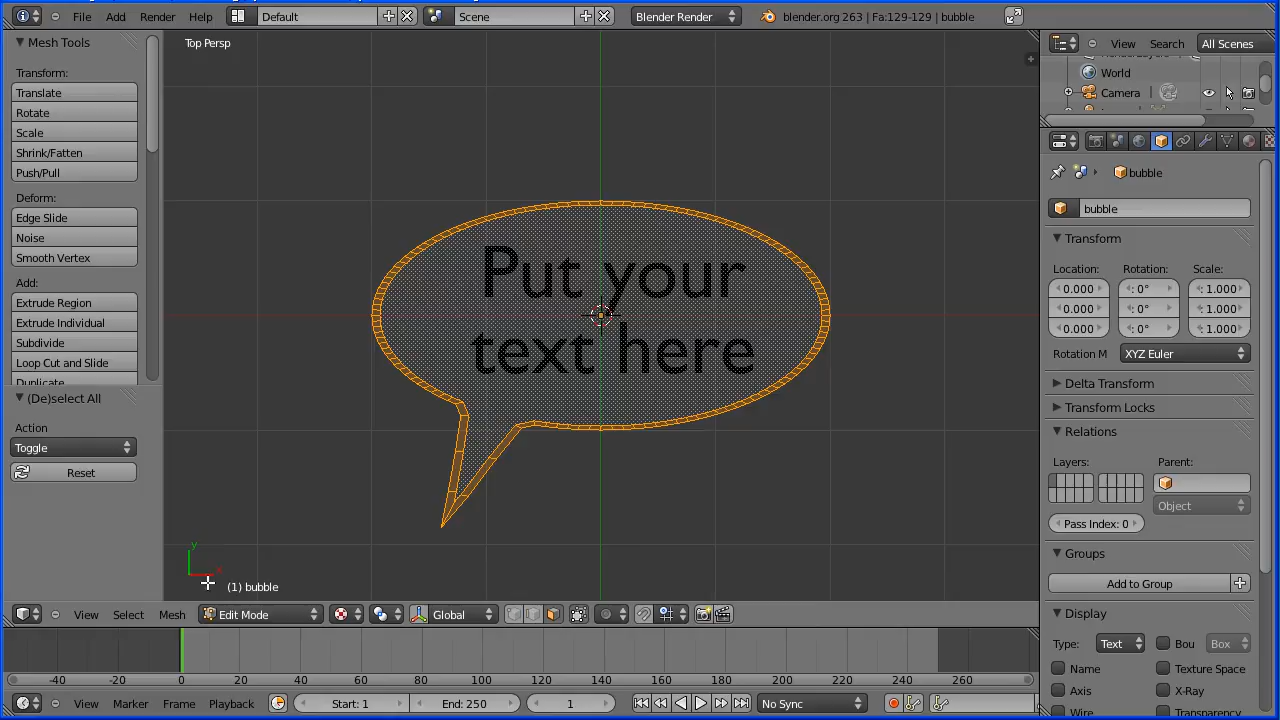 File Add Render Help Default Scene Blender Render blender.org 263 | Fa:129-129 | bubble
Mesh Tools
Transform:
Translate
Rotate
Scale
Shrink/Fatten
Push/Pull
Deform:
Edge Slide
Noise
Smooth Vertex
Add:
Extrude Region
Extrude Individual
Subdivide
Loop Cut and Slide
Duplicate
(De)select All
Action
Toggle
Reset
Top Persp
Put your
text here
y
x
(1) bubble
View Select Mesh Edit Mode Global
-40 -20 0 20 40 60 80 100 120 140 160 180 200 220 240 260
View Marker Frame Playback Start: 1 End: 250 1 No Sync
View Search All Scenes
World
Camera
bubble
bubble
Transform
Location: Rotation: Scale:
0.000 : 0° : 1.000
0.000 : 0° : 1.000
0.000 : 0° : 1.000
Rotation M XYZ Euler
Delta Transform
Transform Locks
Relations
Layers: Parent:
Object
Pass Index: 0
Groups
Add to Group
Display
Type: Text Bou Box
Name Texture Space
Axis X-Ray
Wire Transparency